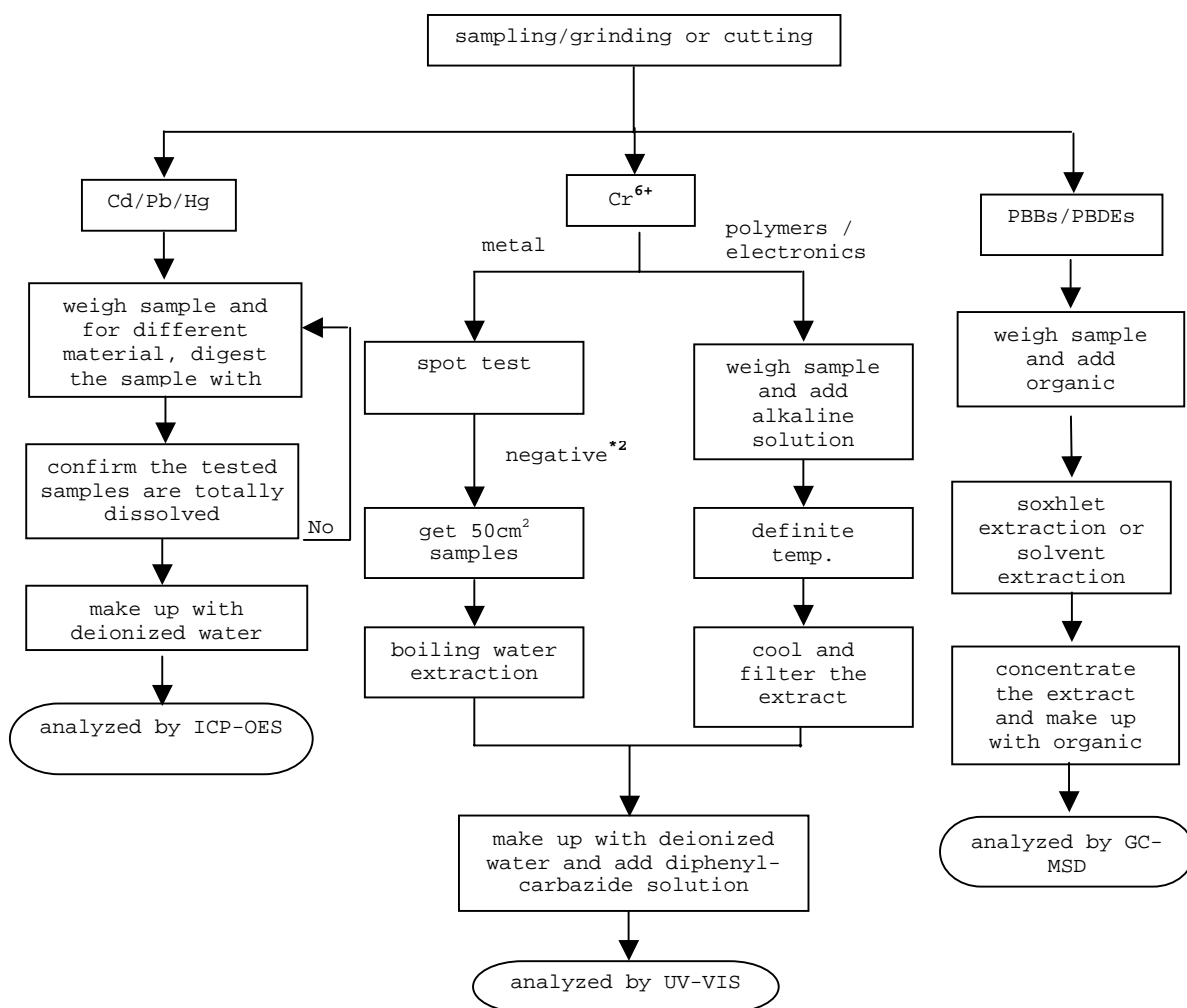 sampling/grinding or cutting
Cd/Pb/Hg
weigh sample and
for different
material, digest
the sample with
confirm the tested
samples are totally
dissolved
No
make up with
deionized water
analyzed by ICP-OES
Cr⁶⁺
metal
spot test
negative*²
get 50cm²
samples
boiling water
extraction
polymers /
electronics
weigh sample
and add
alkaline
solution
definite
temp.
cool and
filter the
extract
make up with deionized
water and add diphenyl-
carbazide solution
analyzed by UV-VIS
PBBs/PBDEs
weigh sample
and add
organic
soxhlet
extraction or
solvent
extraction
concentrate
the extract
and make up
with organic
analyzed by GC-
MSD